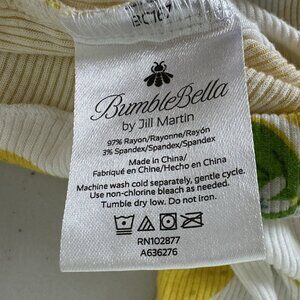 BumbleBella
by Jill Martin
97% Rayon/Rayonne/Rayón
3% Spandex/Spandex/Spandex
Made in China/
Fabriqué en Chine/Hecho en China
Machine wash cold separately, gentle cycle.
Use non-chlorine bleach as needed.
Tumble dry low. Do not iron.
RN102877
A636276